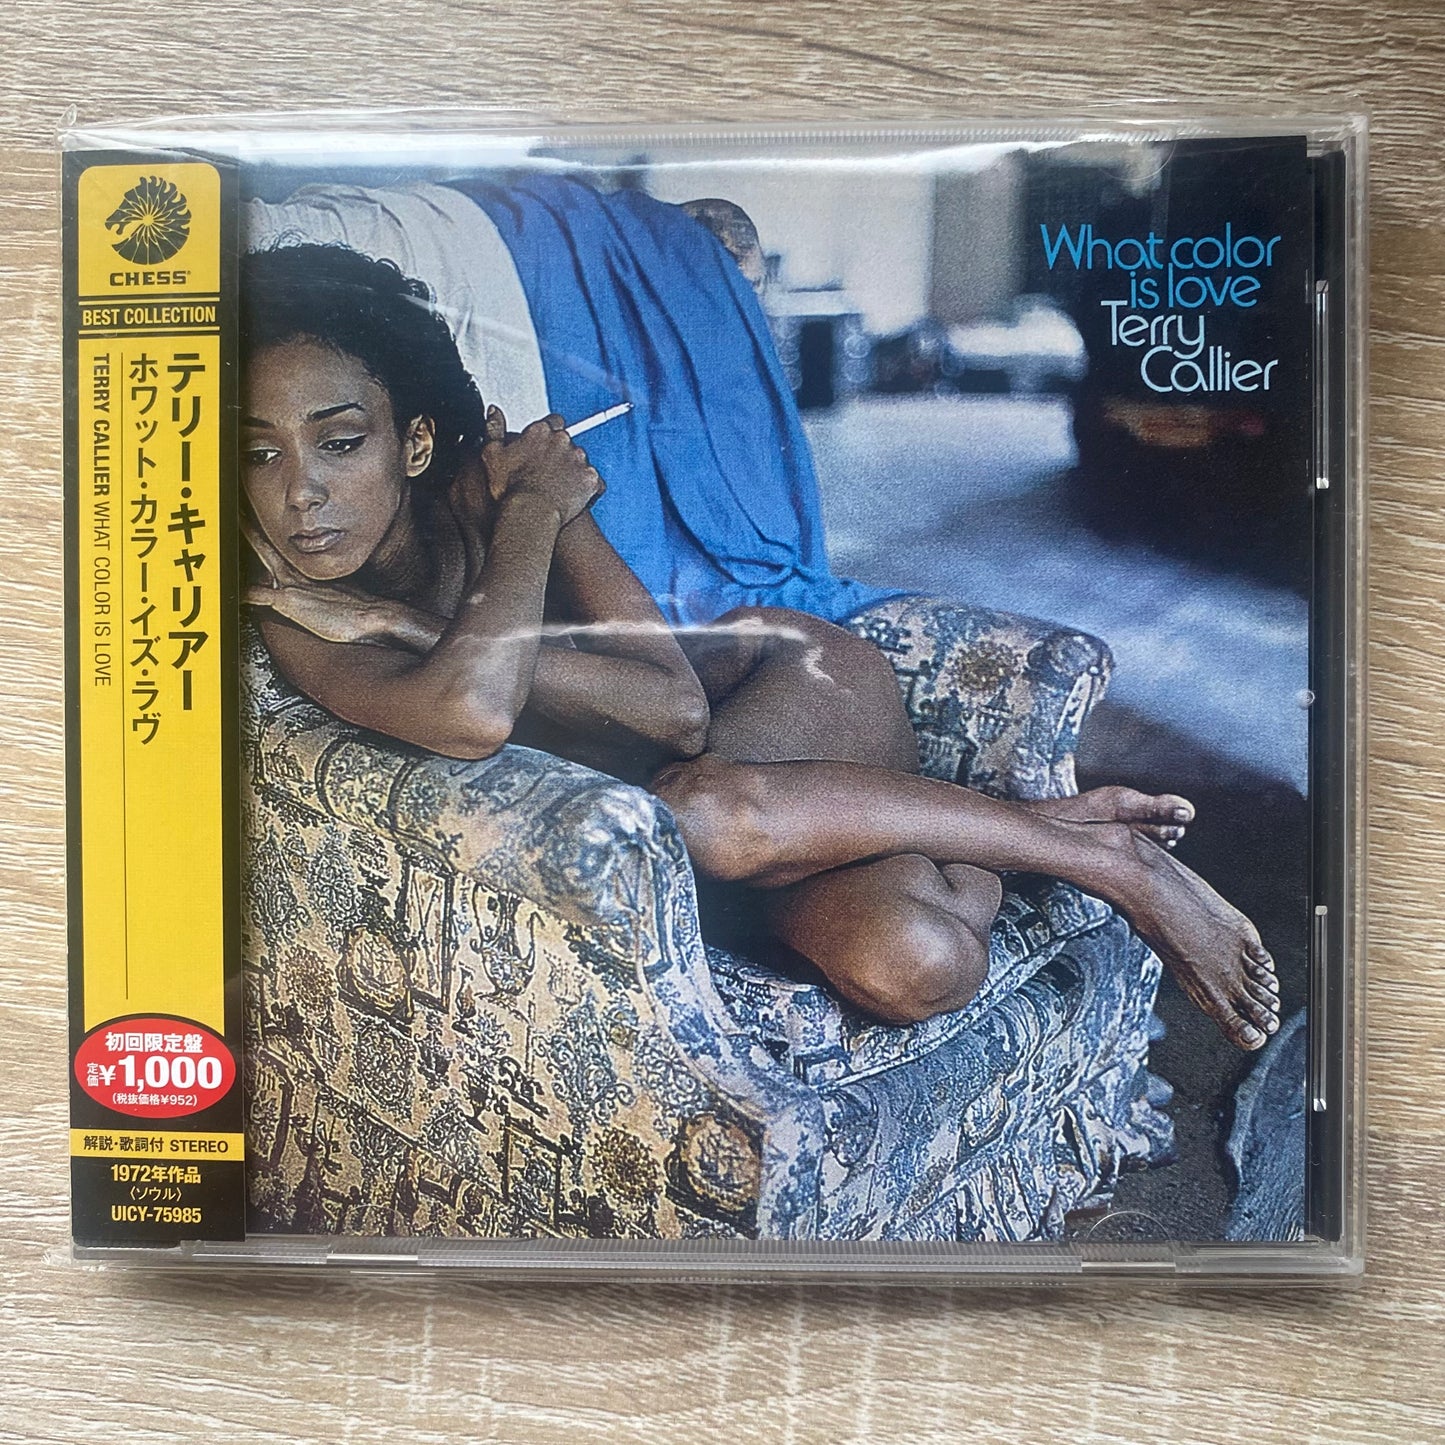 CHESS®
BEST COLLECTION
テリー・キャリアー
ホワット・カラー・イズ・ラヴ
TERRY CALLIER WHAT COLOR IS LOVE
初回限定盤
定価¥1,000
(税抜価格¥952)
解説・歌詞付 STEREO
1972年作品
〈ソウル〉
UICY-75985
What color
is love
Terry
Callier